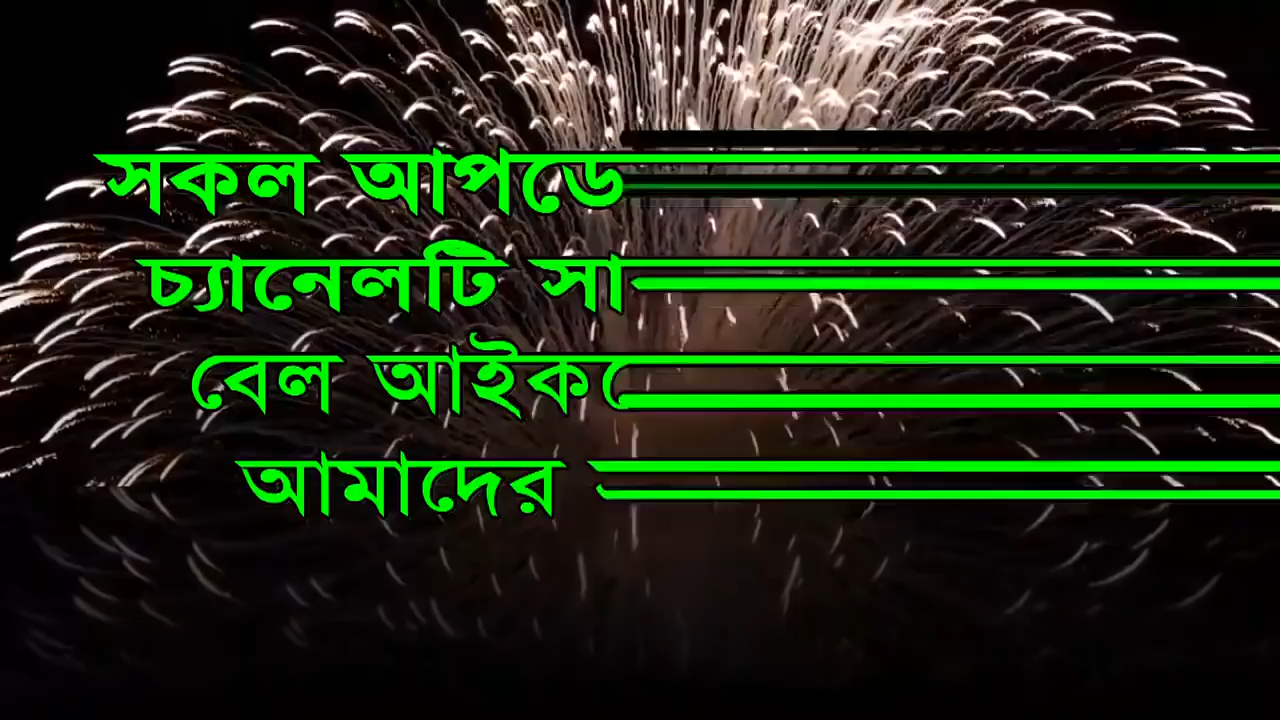 সকল আপডে
চ্যানেলটি সা
বেল আইক
আমাদের